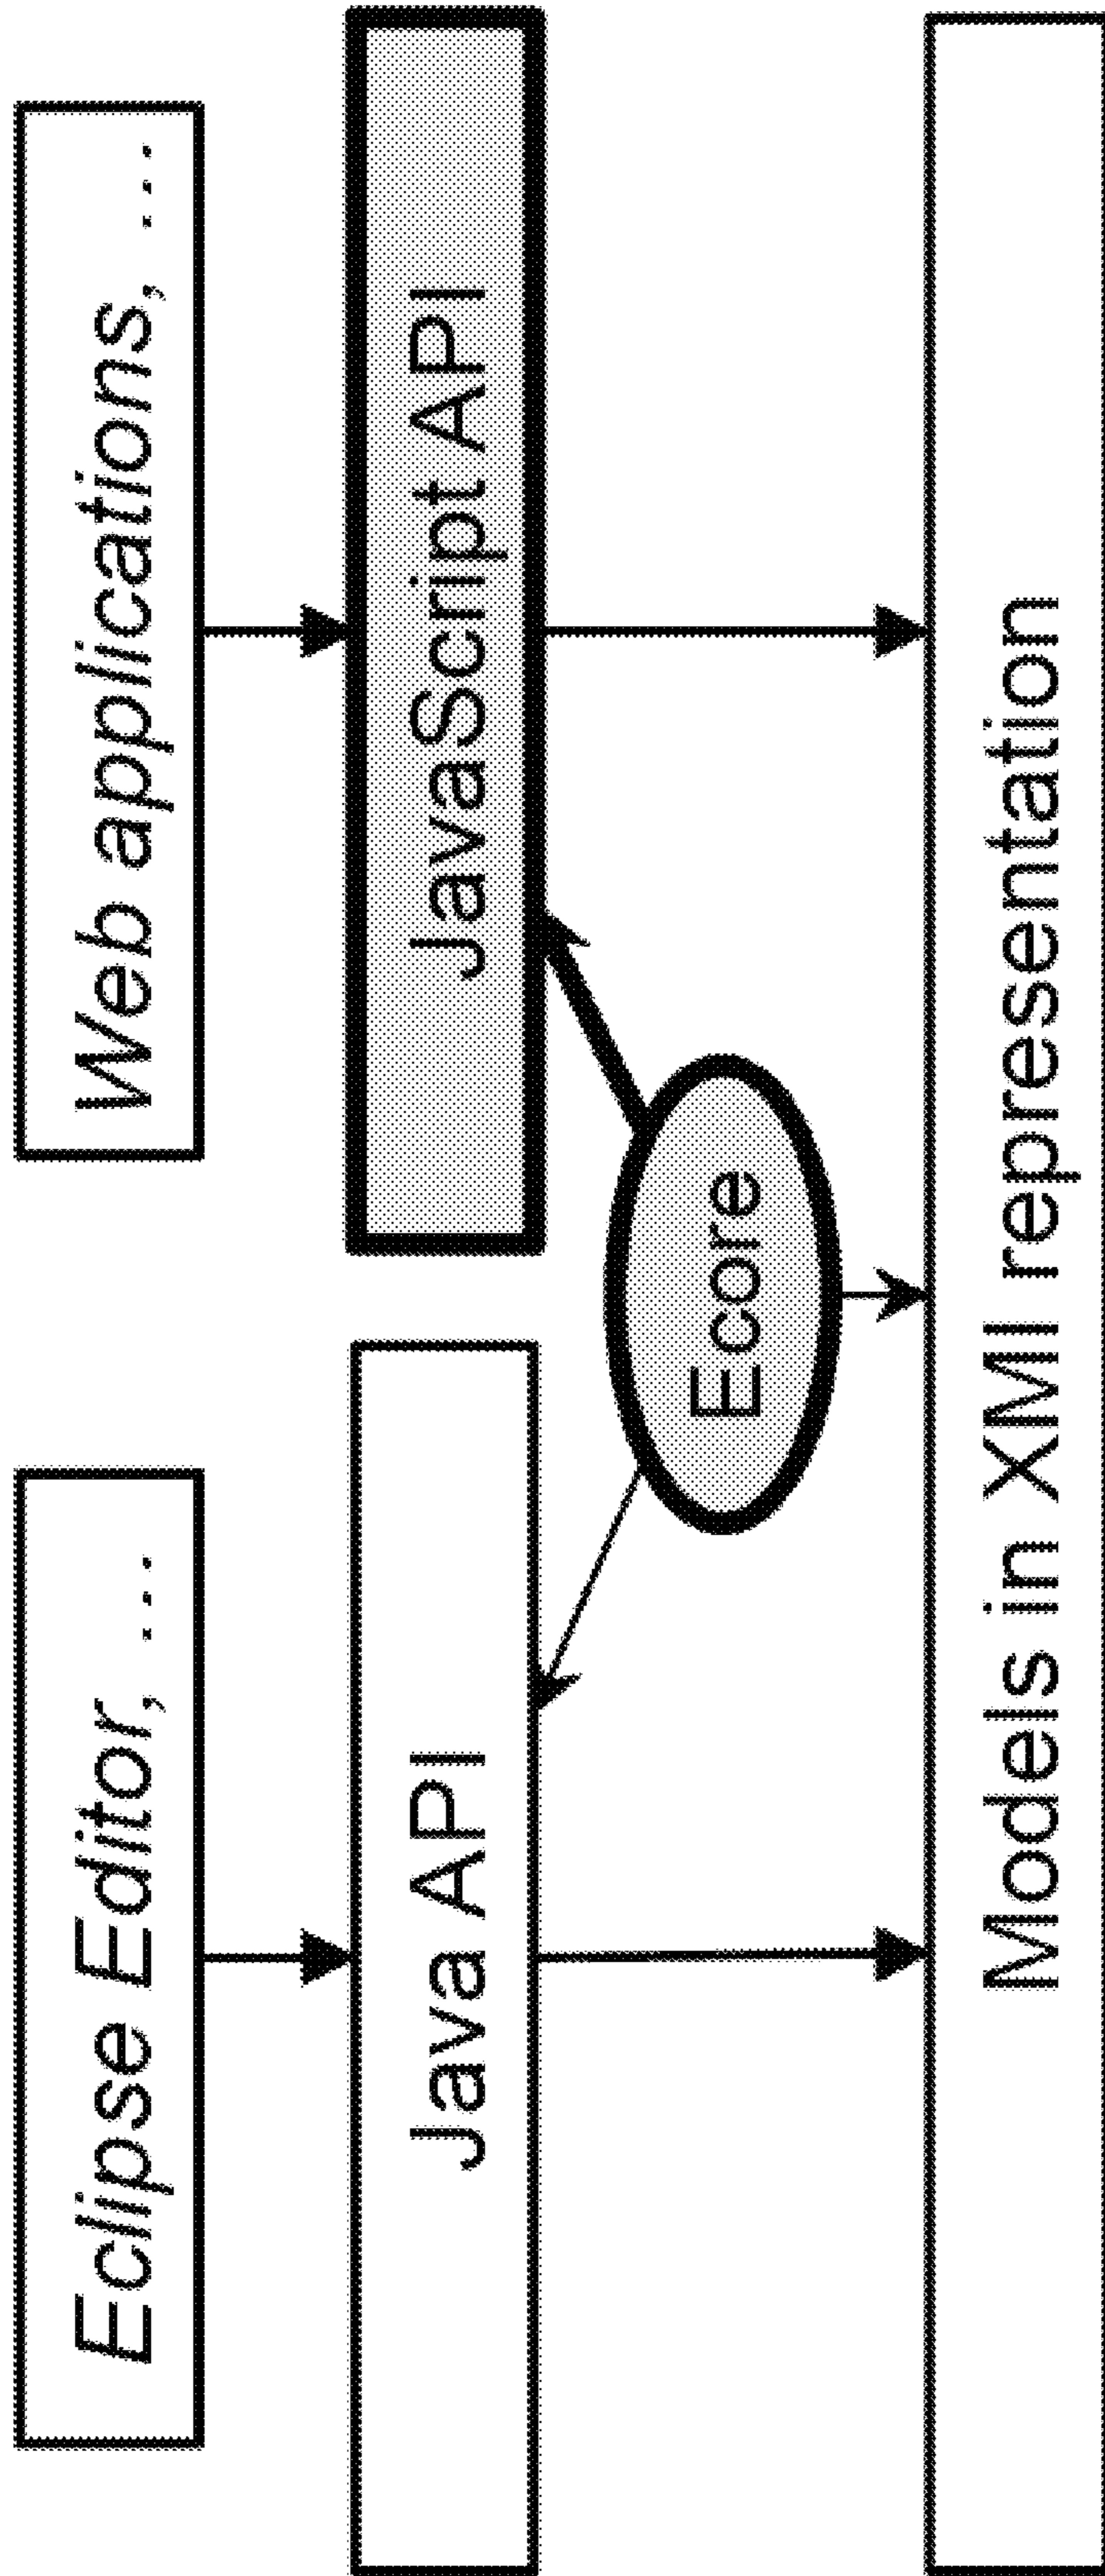 Eclipse Editor, ...
Web applications, ...
Java API
JavaScript API
Ecore
Models in XMI representation